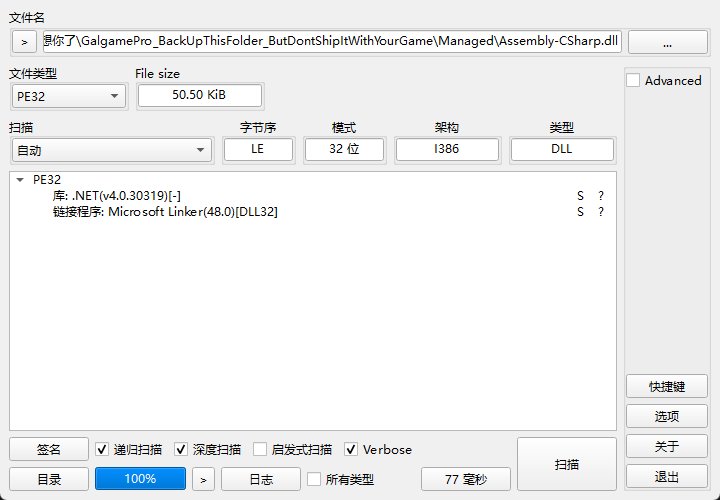 文件名
> 想你了\GalgamePro_BackUpThisFolder_ButDontShipItWithYourGame\Managed\Assembly-CSharp.dll ...
文件类型 File size
PE32 50.50 KiB
Advanced
扫描 字节序 模式 架构 类型
自动 LE 32 位 I386 DLL
PE32
库: .NET(v4.0.30319)[-] S ?
链接程序: Microsoft Linker(48.0)[DLL32] S ?
快捷键
选项
关于
退出
签名 递归扫描 深度扫描 启发式扫描 Verbose 扫描
目录 100% > 日志 所有类型 77 毫秒